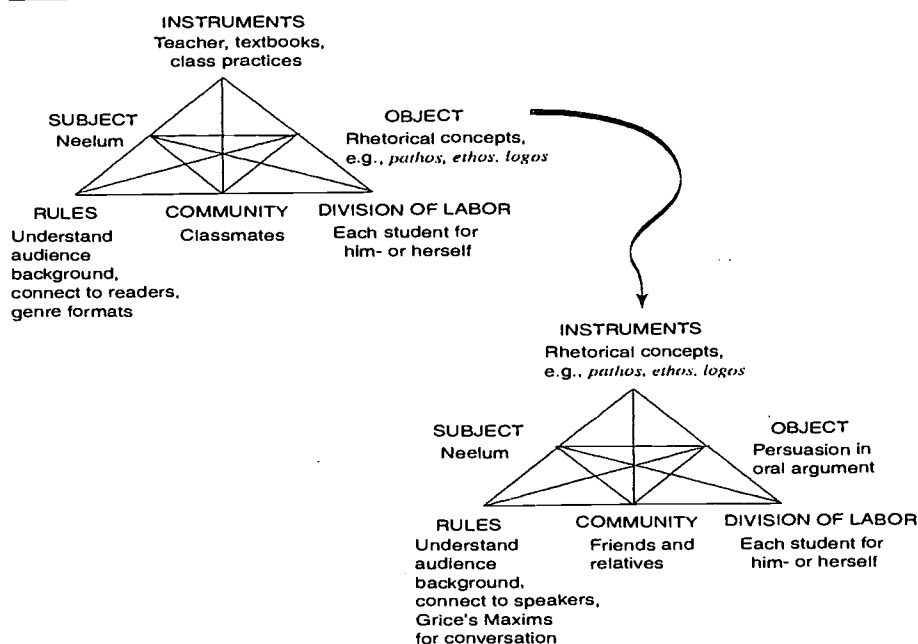 INSTRUMENTS
Teacher, textbooks,
class practices
SUBJECT
Neelum
OBJECT
Rhetorical concepts,
e.g., pathos, ethos. logos
RULES
Understand
audience
background,
connect to readers,
genre formats
COMMUNITY
Classmates
DIVISION OF LABOR
Each student for
him- or herself
INSTRUMENTS
Rhetorical concepts,
e.g., pathos, ethos. logos
SUBJECT
Neelum
OBJECT
Persuasion in
oral argument
RULES
Understand
audience
background,
connect to speakers,
Grice's Maxims
for conversation
COMMUNITY
Friends and
relatives
DIVISION OF LABOR
Each student for
him- or herself